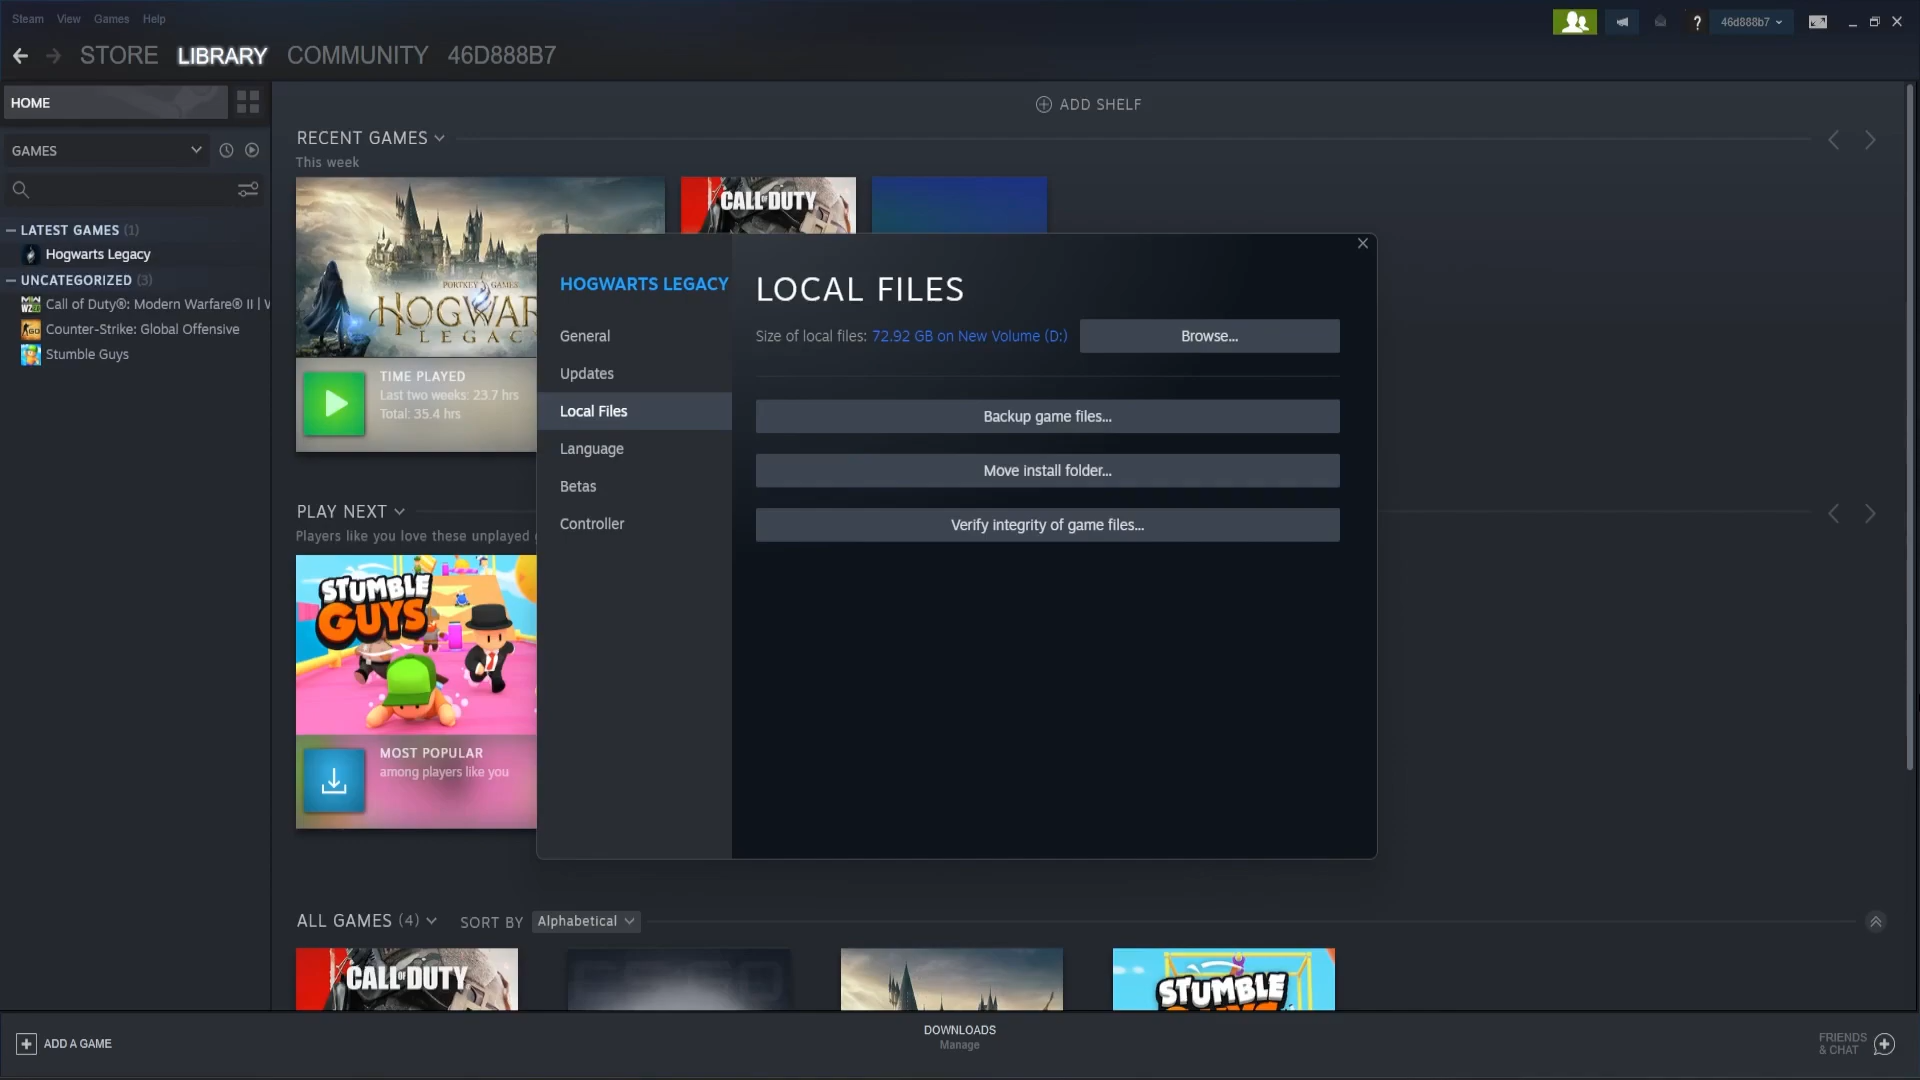 Steam View Games Help
46d888b7
STORE LIBRARY COMMUNITY 46D888B7
HOME
ADD SHELF
GAMES
RECENT GAMES
This week
LATEST GAMES (1)
Hogwarts Legacy
UNCATEGORIZED (3)
Call of Duty®: Modern Warfare® II |
Counter-Strike: Global Offensive
Stumble Guys
CALL OF DUTY
PORTKEY GAMES
HOGWAR
LEGAC
TIME PLAYED
Last two weeks: 23.7 hrs
Total: 35.4 hrs
HOGWARTS LEGACY
General
Updates
Local Files
Language
Betas
Controller
LOCAL FILES
Size of local files: 72.92 GB on New Volume (D:)
Browse...
Backup game files...
Move install folder...
Verify integrity of game files...
PLAY NEXT
Players like you love these unplayed
STUMBLE
GUYS
MOST POPULAR
among players like you
ALL GAMES (4) SORT BY Alphabetical
CALL OF DUTY
STUMBLE
ADD A GAME
DOWNLOADS
Manage
FRIENDS
& CHAT